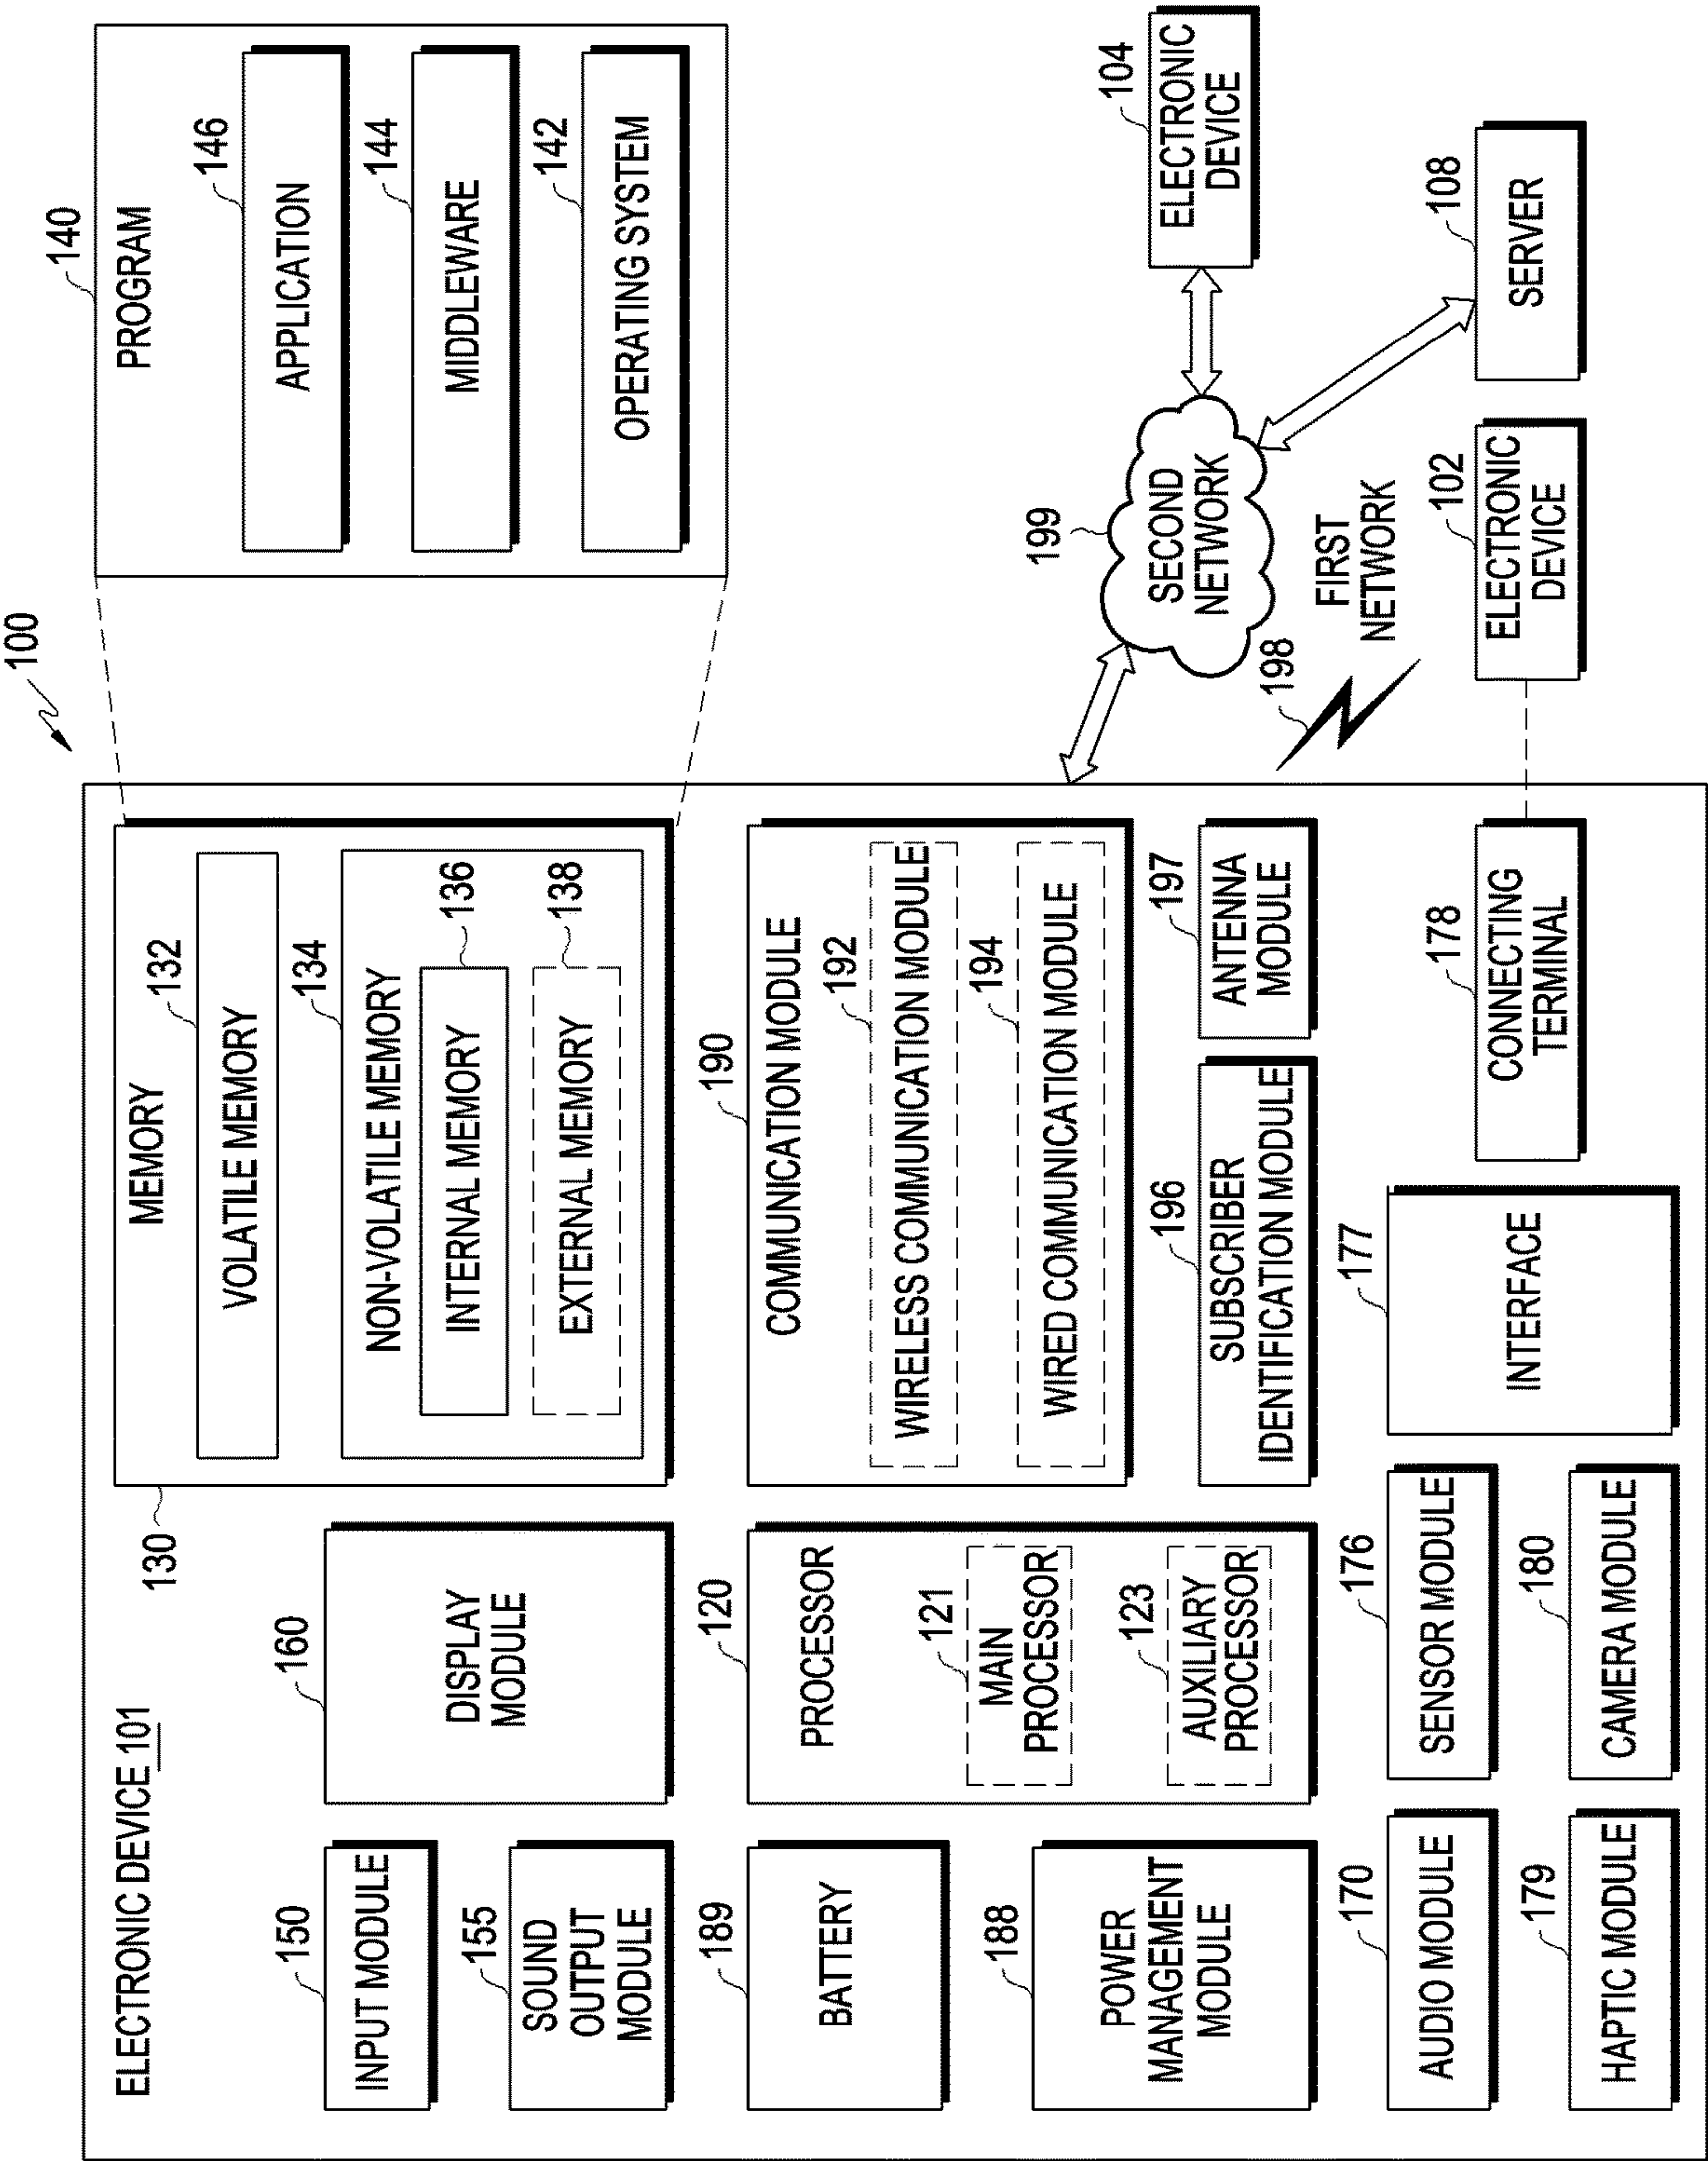 100
ELECTRONIC DEVICE 101
130
MEMORY
132
VOLATILE MEMORY
134
NON-VOLATILE MEMORY
136
INTERNAL MEMORY
138
EXTERNAL MEMORY
140
PROGRAM
146
APPLICATION
144
MIDDLEWARE
142
OPERATING SYSTEM
150
INPUT MODULE
155
SOUND
OUTPUT
MODULE
160
DISPLAY
MODULE
189
BATTERY
188
POWER
MANAGEMENT
MODULE
120
PROCESSOR
121
MAIN
PROCESSOR
123
AUXILIARY
PROCESSOR
190
COMMUNICATION MODULE
192
WIRELESS COMMUNICATION MODULE
194
WIRED COMMUNICATION MODULE
196
SUBSCRIBER
IDENTIFICATION MODULE
197
ANTENNA
MODULE
199
SECOND
NETWORK
104
ELECTRONIC
DEVICE
108
SERVER
198
FIRST
NETWORK
102
ELECTRONIC
DEVICE
170
AUDIO MODULE
176
SENSOR MODULE
177
INTERFACE
178
CONNECTING
TERMINAL
179
HAPTIC MODULE
180
CAMERA MODULE